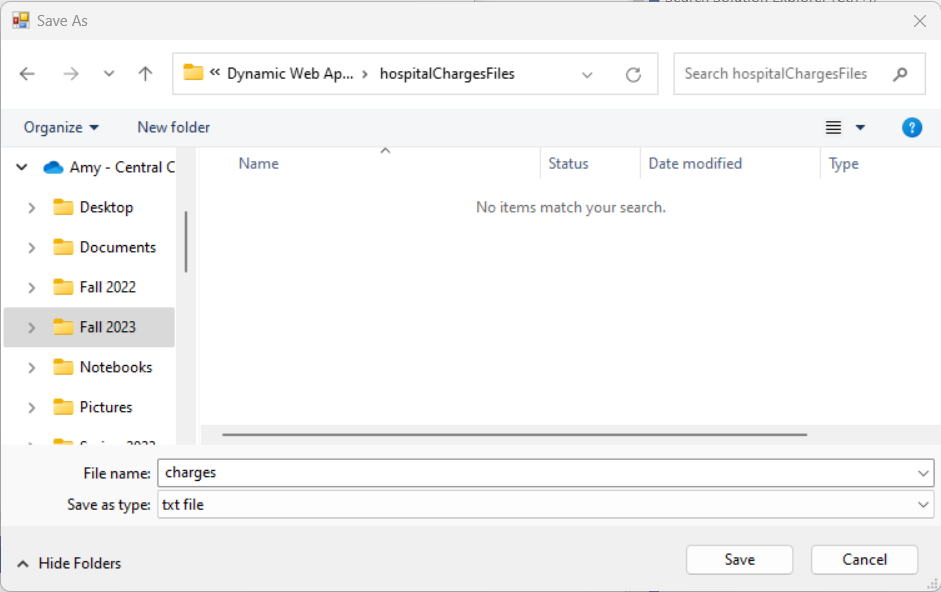 Save As
« Dynamic Web Ap... > hospitalChargesFiles
Search hospitalChargesFiles
Organize
New folder
?
Amy - Central C
Name
Status
Date modified
Type
Desktop
No items match your search.
Documents
Fall 2022
Fall 2023
Notebooks
Pictures
File name: charges
Save as type: txt file
Hide Folders
Save
Cancel